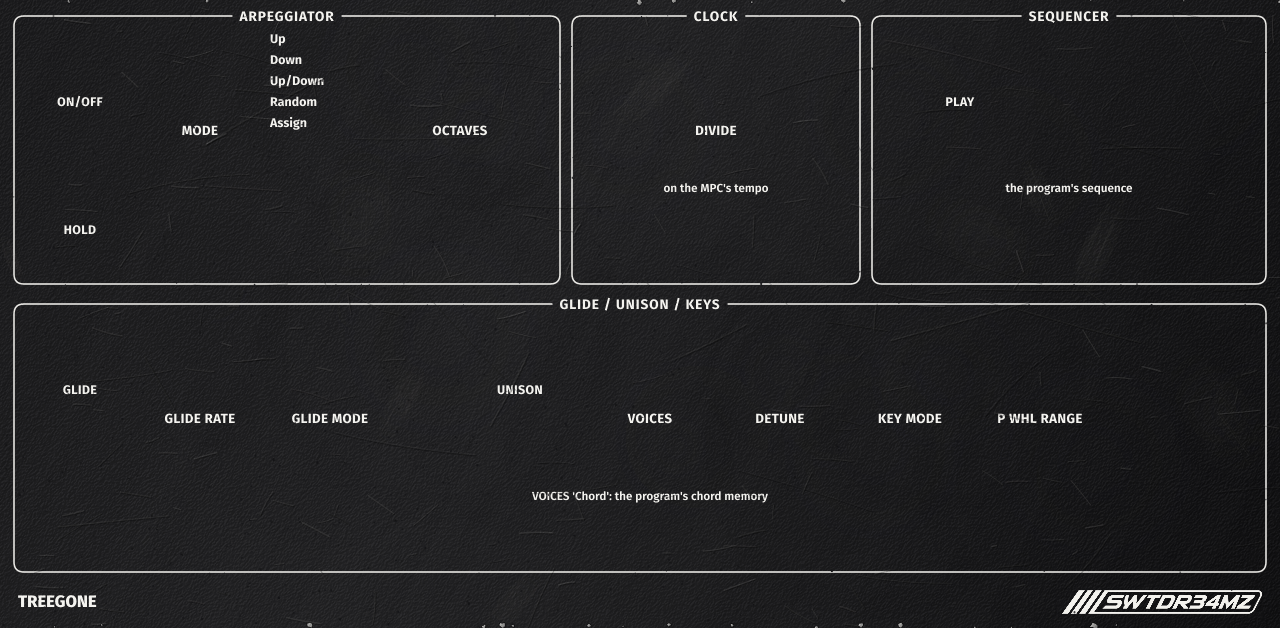 ARPEGGIATOR
CLOCK
SEQUENCER
Up
Down
Up/Down
Random
Assign
ON/OFF
MODE
OCTAVES
HOLD
DIVIDE
on the MPC's tempo
PLAY
the program's sequence
GLIDE / UNISON / KEYS
GLIDE
UNISON
GLIDE RATE
GLIDE MODE
VOICES
DETUNE
KEY MODE
P WHL RANGE
VOICES 'Chord': the program's chord memory
TREEGONE
SWTDR34MZ